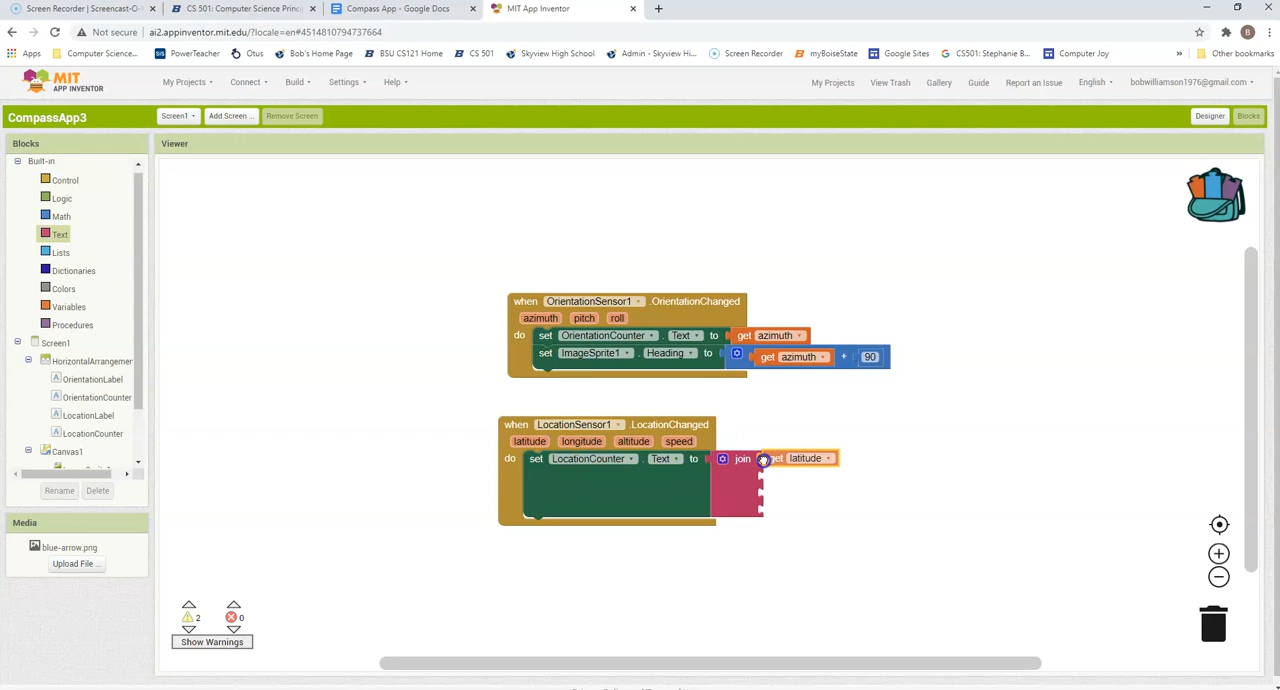 Screen Recorder | Screencast-O- CS 501: Computer Science Princi Compass App - Google Docs MIT App Inventor
Not secure | ai2.appinventor.mit.edu/?locale=en#4514810794737664
Apps Computer Science... PowerTeacher Otus Bob's Home Page BSU CS121 Home CS 501 Skyview High School Admin - Skyview Hi... Screen Recorder myBoiseState Google Sites CS501: Stephanie B... Computer Joy » Other bookmarks
MIT APP INVENTOR
My Projects Connect Build Settings Help My Projects View Trash Gallery Guide Report an Issue English bobwilliamson1976@gmail.com
CompassApp3 Screen1 Add Screen ... Remove Screen Designer Blocks
Blocks Viewer
Built-in
Control
Logic
Math
Text
Lists
Dictionaries
Colors
Variables
Procedures
Screen1
HorizontalArrangemer
OrientationLabel
OrientationCounter
LocationLabel
LocationCounter
Canvas1
Rename Delete
Media
blue-arrow.png
Upload File ...
when OrientationSensor1 .OrientationChanged
azimuth pitch roll
do set OrientationCounter . Text to get azimuth
set ImageSprite1 . Heading to get azimuth + 90
when LocationSensor1 .LocationChanged
latitude longitude altitude speed
do set LocationCounter . Text to join get latitude
2 0
Show Warnings